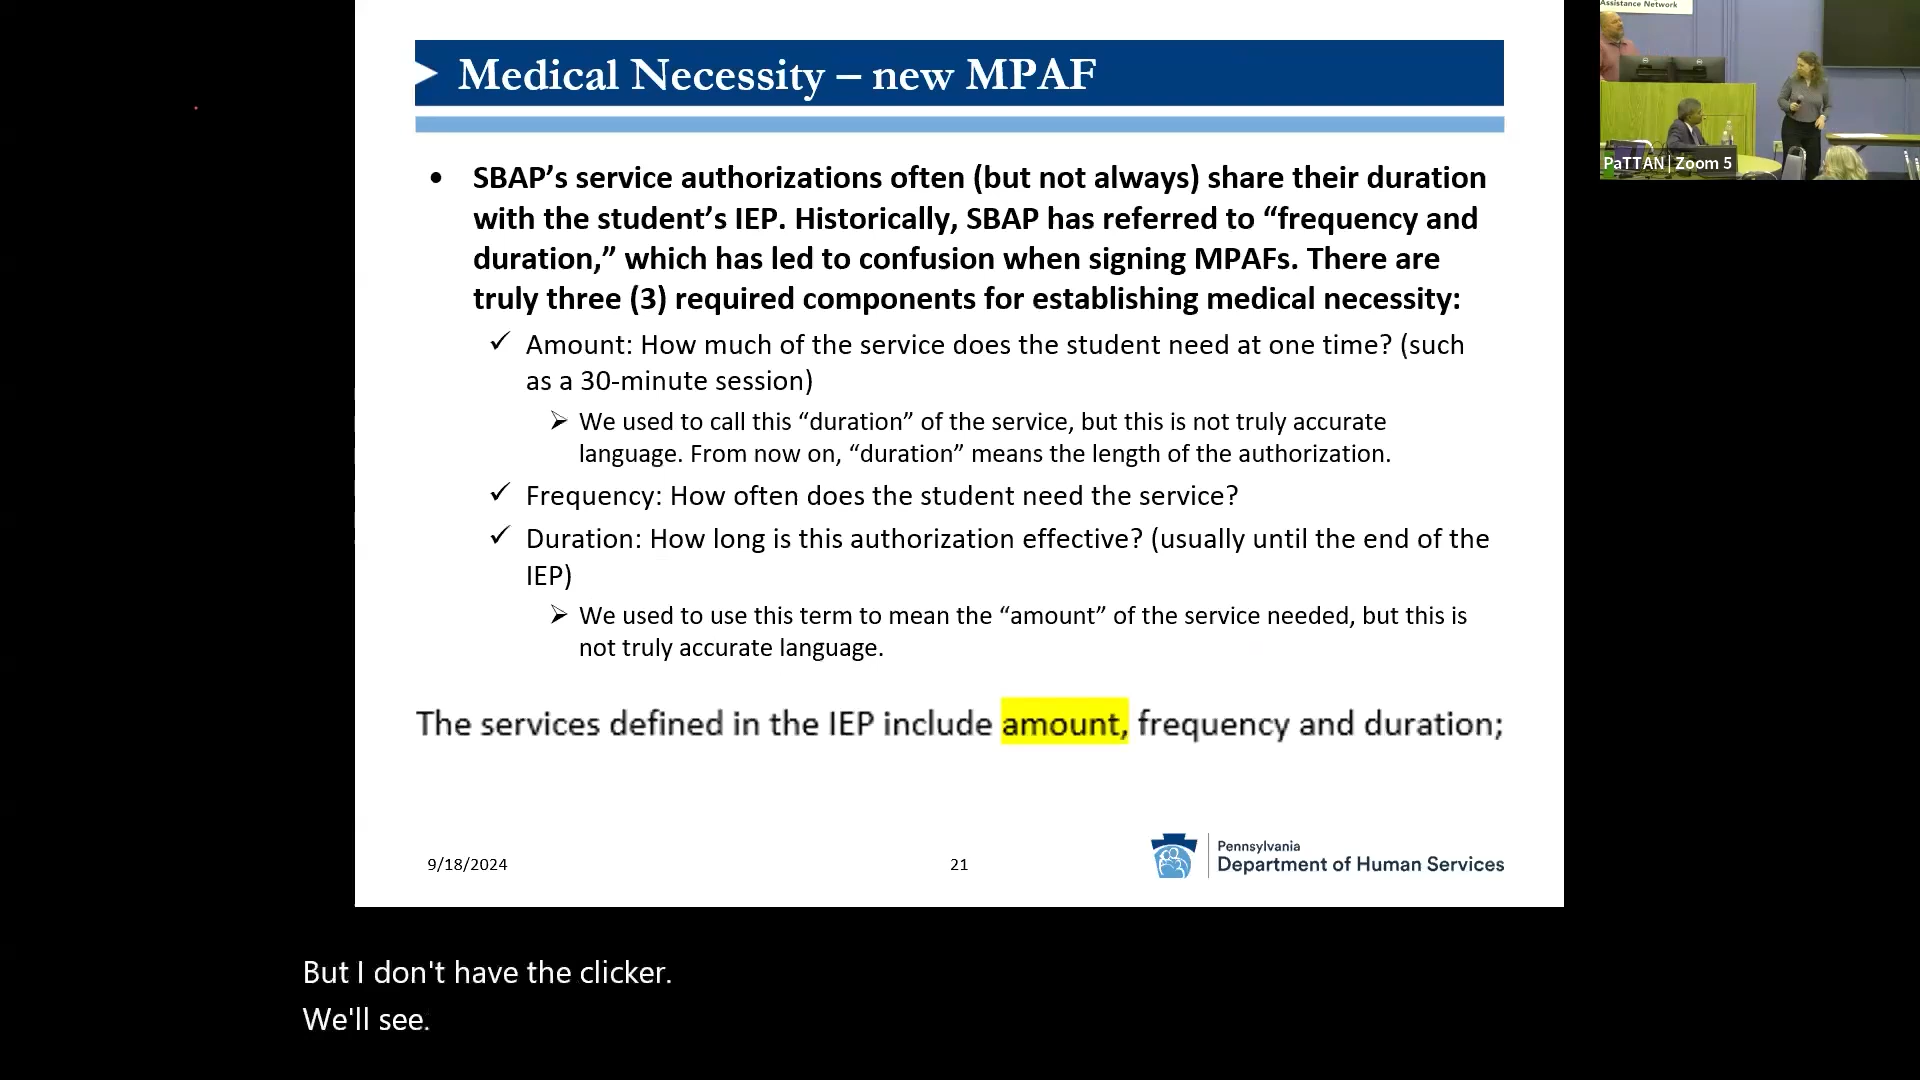 Assistance Network
Medical Necessity – new MPAF
PaTTAN | Zoom 5
• SBAP’s service authorizations often (but not always) share their duration
with the student’s IEP. Historically, SBAP has referred to “frequency and
duration,” which has led to confusion when signing MPAFs. There are
truly three (3) required components for establishing medical necessity:
✓ Amount: How much of the service does the student need at one time? (such
as a 30-minute session)
➢ We used to call this “duration” of the service, but this is not truly accurate
language. From now on, “duration” means the length of the authorization.
✓ Frequency: How often does the student need the service?
✓ Duration: How long is this authorization effective? (usually until the end of the
IEP)
➢ We used to use this term to mean the “amount” of the service needed, but this is
not truly accurate language.
The services defined in the IEP include amount, frequency and duration;
9/18/2024
21
Pennsylvania
Department of Human Services
But I don't have the clicker.
We'll see.